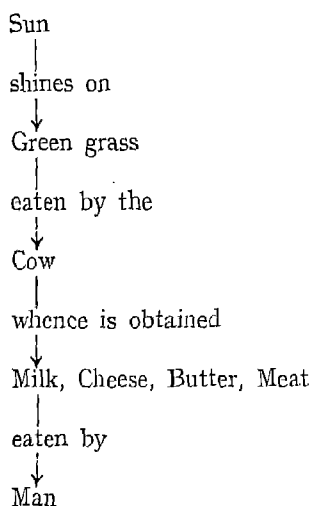 Sun
shines on
Green grass
eaten by the
Cow
whence is obtained
Milk, Cheese, Butter, Meat
eaten by
Man